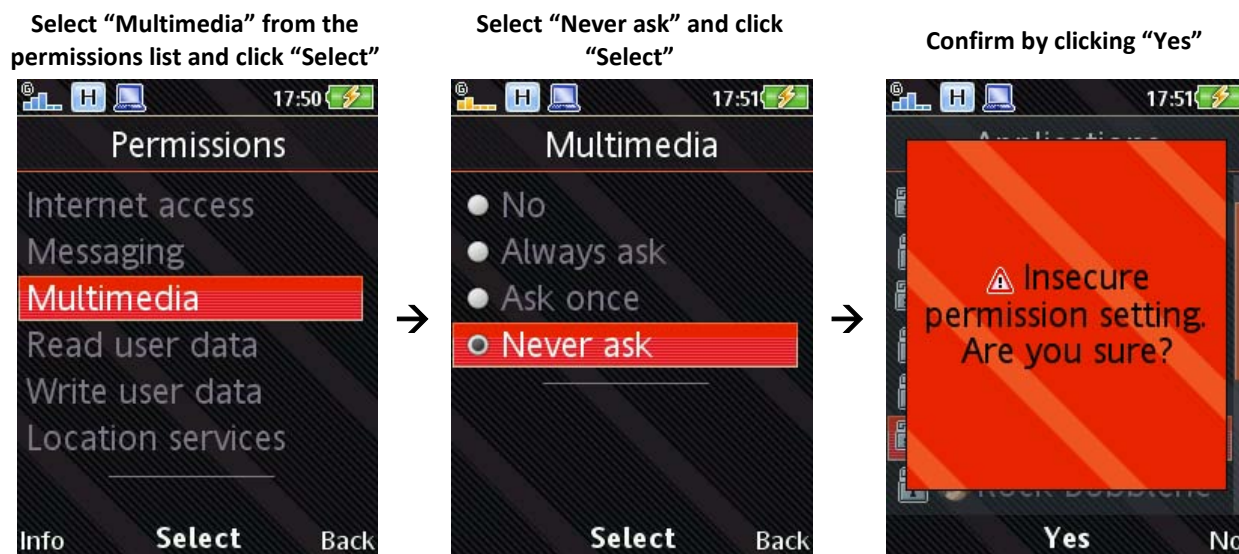 Select “Multimedia” from the
permissions list and click “Select”
G H 17:50
Permissions
Internet access
Messaging
Multimedia
Read user data
Write user data
Location services
Info Select Back
→
Select “Never ask” and click
“Select”
G H 17:51
Multimedia
No
Always ask
Ask once
Never ask
Select Back
→
Confirm by clicking “Yes”
G H 17:51
Applications
Insecure
permission setting.
Are you sure?
Yes No